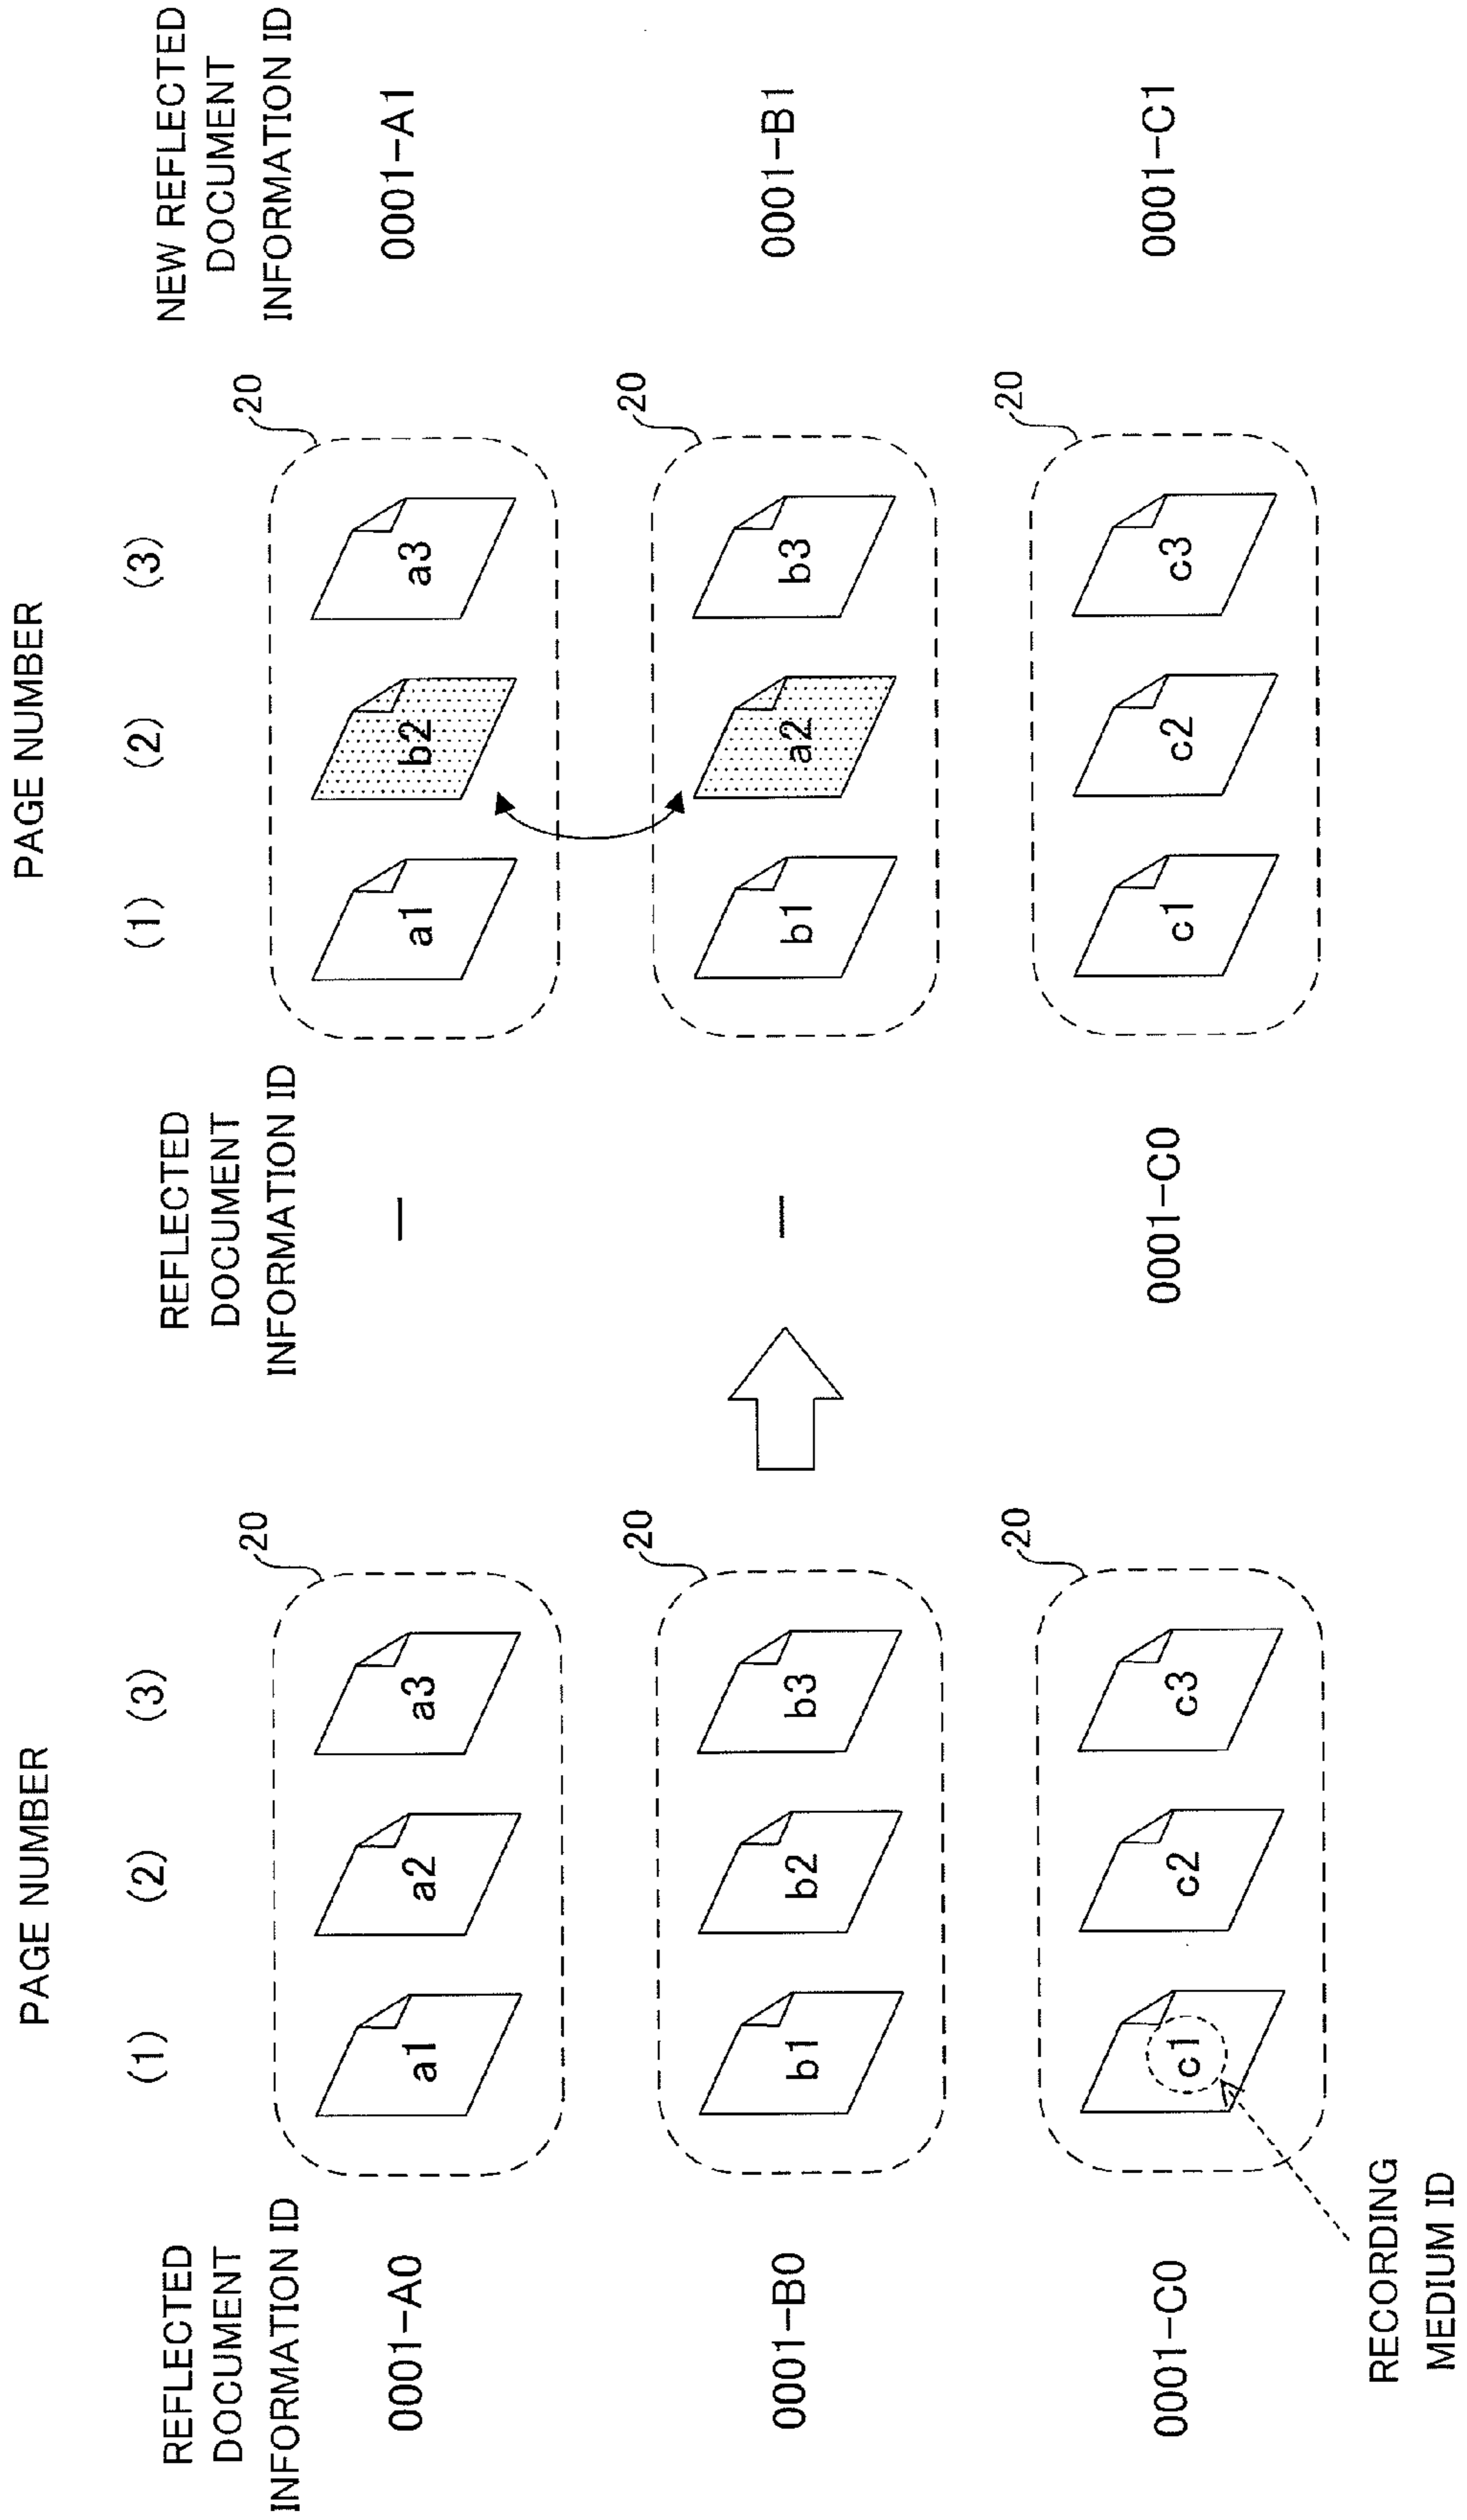 PAGE NUMBER
(1) (2) (3)
REFLECTED
DOCUMENT
INFORMATION ID
20
0001-A0
a1 a2 a3
20
0001-B0
b1 b2 b3
20
0001-C0
c1 c2 c3
RECORDING
MEDIUM ID
PAGE NUMBER
(1) (2) (3)
REFLECTED
DOCUMENT
INFORMATION ID
NEW REFLECTED
DOCUMENT
INFORMATION ID
20
—
a1 b2 a3
0001-A1
20
—
b1 a2 b3
0001-B1
20
0001-C0
c1 c2 c3
0001-C1